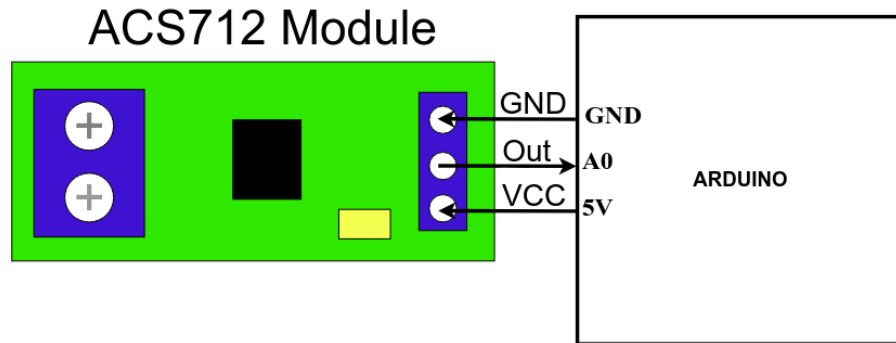 ACS712 Module
GND
GND
Out
A0
ARDUINO
VCC
5V